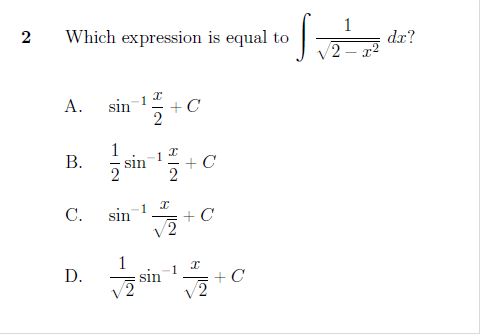 2 Which expression is equal to ∫ 1/√(2 − x²) dx?
A. sin⁻¹ x/2 + C
B. 1/2 sin⁻¹ x/2 + C
C. sin⁻¹ x/√2 + C
D. 1/√2 sin⁻¹ x/√2 + C